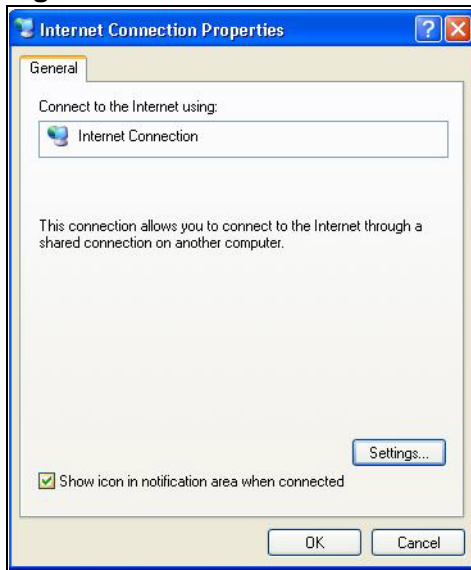 Internet Connection Properties
General
Connect to the Internet using:
Internet Connection
This connection allows you to connect to the Internet through a
shared connection on another computer.
Settings...
Show icon in notification area when connected
OK
Cancel